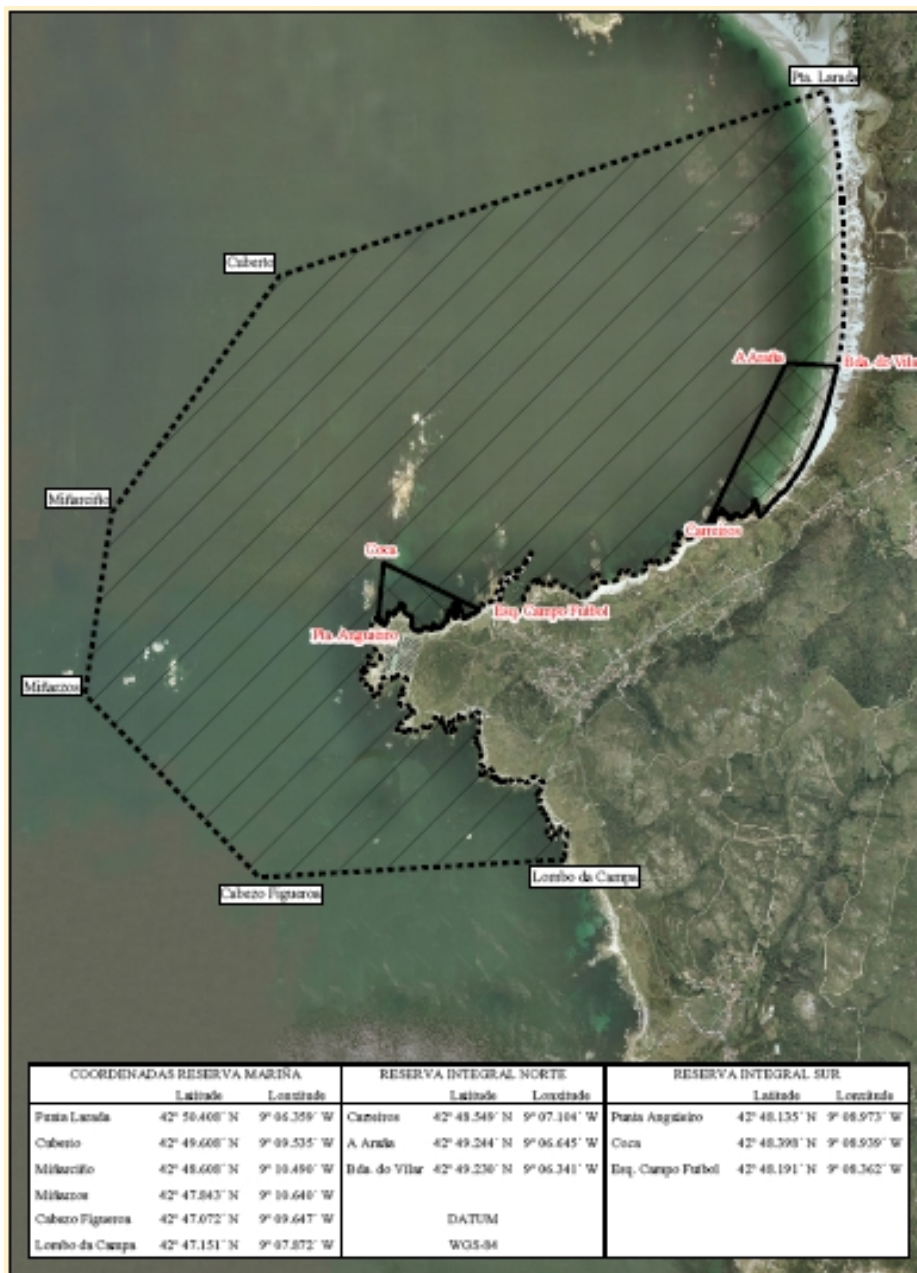 Pta. Larada
Cuberto
A Araña
Bda. do Vila
Miñarciño
Carreiros
Coca
Esq. Campo Futbol
Pta. Angueiro
Miñarzos
Lombo da Campa
Cabezo Figueroa
COORDENADAS RESERVA MARIÑA
Latitude Lonxitude
Punta Larada 42° 50.408' N 9° 06.359' W
Cuberto 42° 49.608' N 9° 09.535' W
Miñarciño 42° 48.608' N 9° 10.490' W
Miñarzos 42° 47.843' N 9° 10.640' W
Cabezo Figueroa 42° 47.072' N 9° 09.647' W
Lombo da Campa 42° 47.151' N 9° 07.872' W
RESERVA INTEGRAL NORTE
Latitude Lonxitude
Carreiros 42° 48.549' N 9° 07.104' W
A Araña 42° 49.244' N 9° 06.645' W
Bda. do Vilar 42° 49.230' N 9° 06.341' W
DATUM
WGS-84
RESERVA INTEGRAL SUR
Latitude Lonxitude
Punta Angueiro 42° 48.135' N 9° 08.973' W
Coca 42° 48.398' N 9° 08.939' W
Esq. Campo Futbol 42° 48.191' N 9° 08.362' W